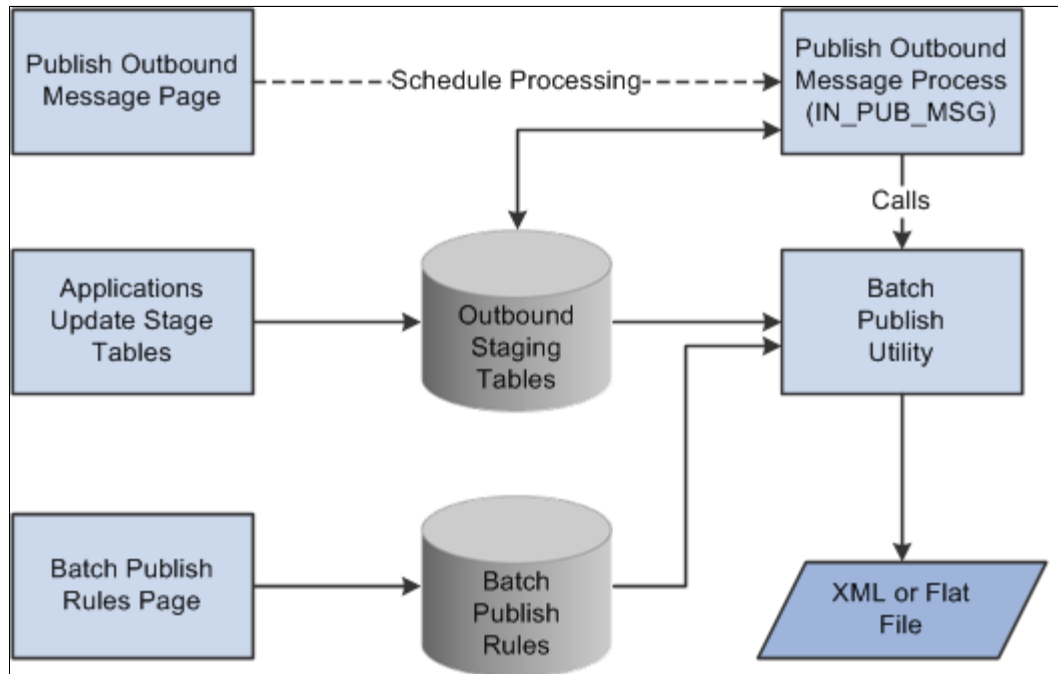 Publish Outbound
Message Page
Schedule Processing
Publish Outbound
Message Process
(IN_PUB_MSG)
Calls
Applications
Update Stage
Tables
Outbound
Staging
Tables
Batch
Publish
Utility
Batch Publish
Rules Page
Batch
Publish
Rules
XML or Flat
File